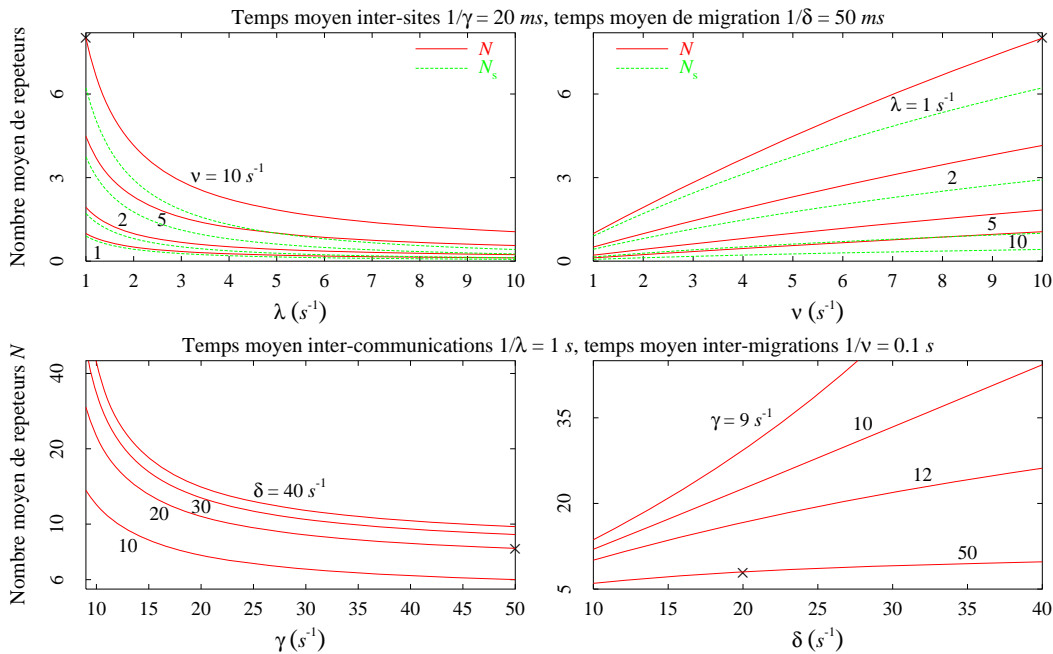 Temps moyen inter-sites 1/γ = 20 ms, temps moyen de migration 1/δ = 50 ms
Nombre moyen de repeteurs
0 3 6
N
Ns
ν = 10 s-1
5
2
1
1 2 3 4 5 6 7 8 9 10
λ (s-1)
0 3 6
N
Ns
λ = 1 s-1
2
5
10
1 2 3 4 5 6 7 8 9 10
ν (s-1)
Temps moyen inter-communications 1/λ = 1 s, temps moyen inter-migrations 1/ν = 0.1 s
Nombre moyen de repeteurs N
6 10 20 40
δ = 40 s-1
30
20
10
10 15 20 25 30 35 40 45 50
γ (s-1)
5 20 35
γ = 9 s-1
10
12
50
10 15 20 25 30 35 40
δ (s-1)